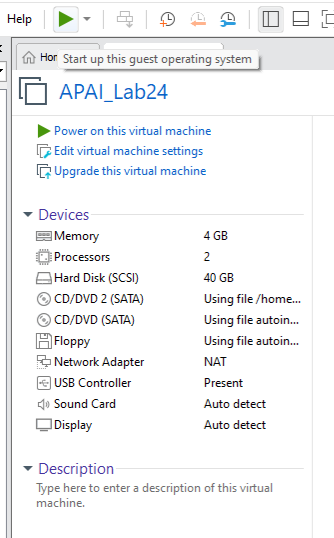 Help
Hom
Start up this guest operating system
APAI_Lab24
Power on this virtual machine
Edit virtual machine settings
Upgrade this virtual machine
Devices
Memory 4 GB
Processors 2
Hard Disk (SCSI) 40 GB
CD/DVD 2 (SATA) Using file /home...
CD/DVD (SATA) Using file autoin...
Floppy Using file autoin...
Network Adapter NAT
USB Controller Present
Sound Card Auto detect
Display Auto detect
Description
Type here to enter a description of this virtual
machine.